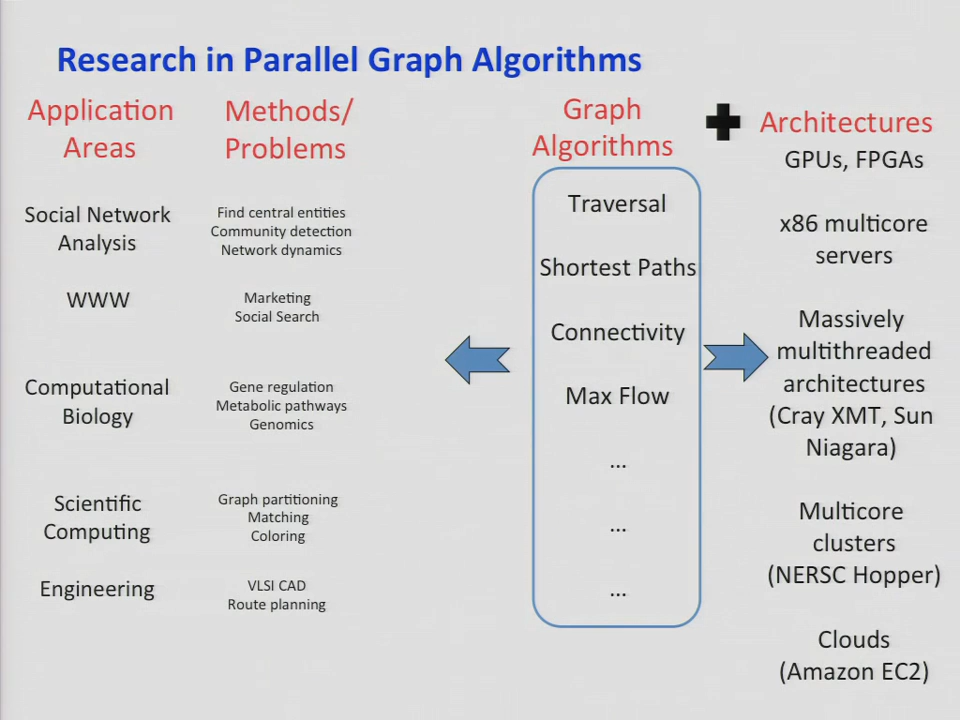 Research in Parallel Graph Algorithms
Application
Areas
Methods/
Problems
Graph
Algorithms
Architectures
Social Network
Analysis
Find central entities
Community detection
Network dynamics
WWW
Marketing
Social Search
Computational
Biology
Gene regulation
Metabolic pathways
Genomics
Scientific
Computing
Graph partitioning
Matching
Coloring
Engineering
VLSI CAD
Route planning
Traversal
Shortest Paths
Connectivity
Max Flow
...
...
...
GPUs, FPGAs
x86 multicore
servers
Massively
multithreaded
architectures
(Cray XMT, Sun
Niagara)
Multicore
clusters
(NERSC Hopper)
Clouds
(Amazon EC2)